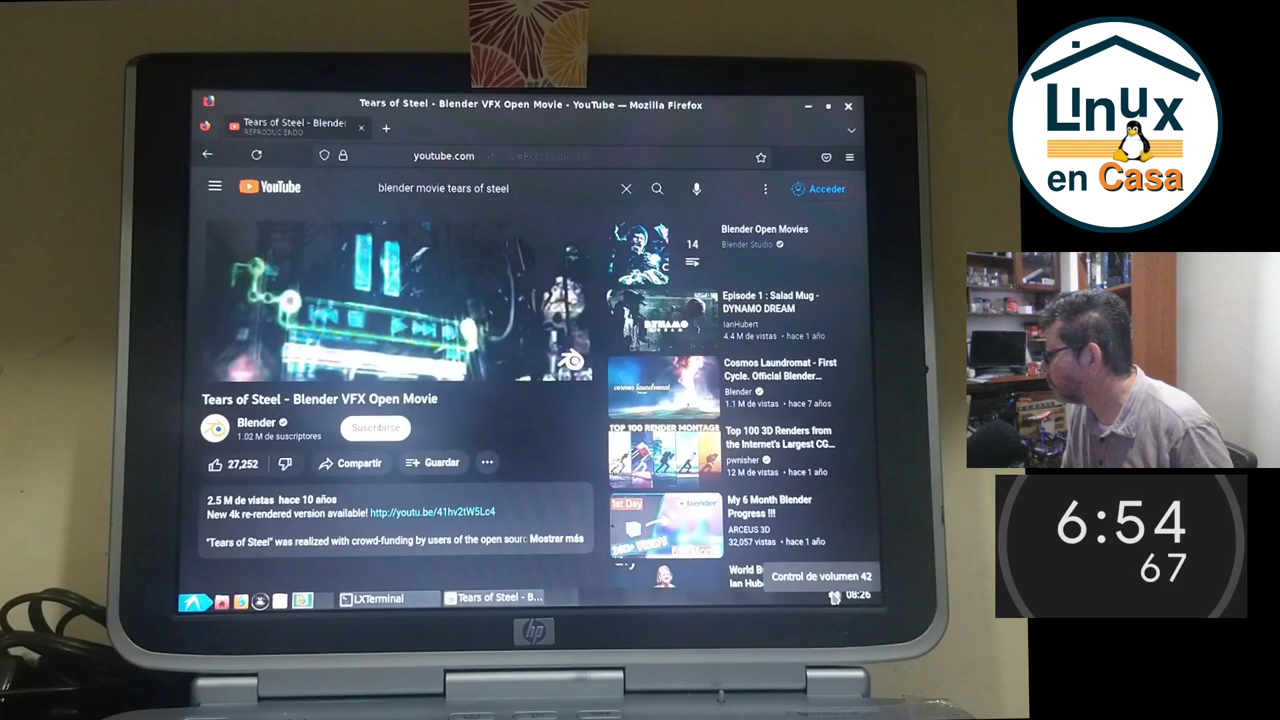 Tears of Steel - Blender VFX Open Movie - YouTube — Mozilla Firefox
Tears of Steel - Blender
REPRODUCIENDO
youtube.com
YouTube
blender movie tears of steel
Acceder
14
Blender Open Movies
Blender Studio
Episode 1 : Salad Mug -
DYNAMO DREAM
IanHubert
4.4 M de vistas • hace 1 año
DYNAMO
DREAM
Cosmos Laundromat - First
Cycle. Official Blender...
Blender
1.1 M de vistas • hace 7 años
cosmos laundromat
Top 100 3D Renders from
the Internet's Largest CG...
pwnisher
12 M de vistas • hace 1 año
TOP 100 RENDER MONTAGE
My 6 Month Blender
Progress !!!
ARCEUS 3D
32,057 vistas • hace 1 año
1st Day
blender
World B
Ian Hub
Tears of Steel - Blender VFX Open Movie
Blender
1.02 M de suscriptores
Suscribirse
27,252
Compartir
Guardar
2.5 M de vistas hace 10 años
New 4k re-rendered version available! http://youtu.be/41hv2tW5Lc4
"Tears of Steel" was realized with crowd-funding by users of the open sourc Mostrar más
Control de volumen 42
LXTerminal
Tears of Steel - B...
08:26
hp
Linux
en Casa
6:54
67